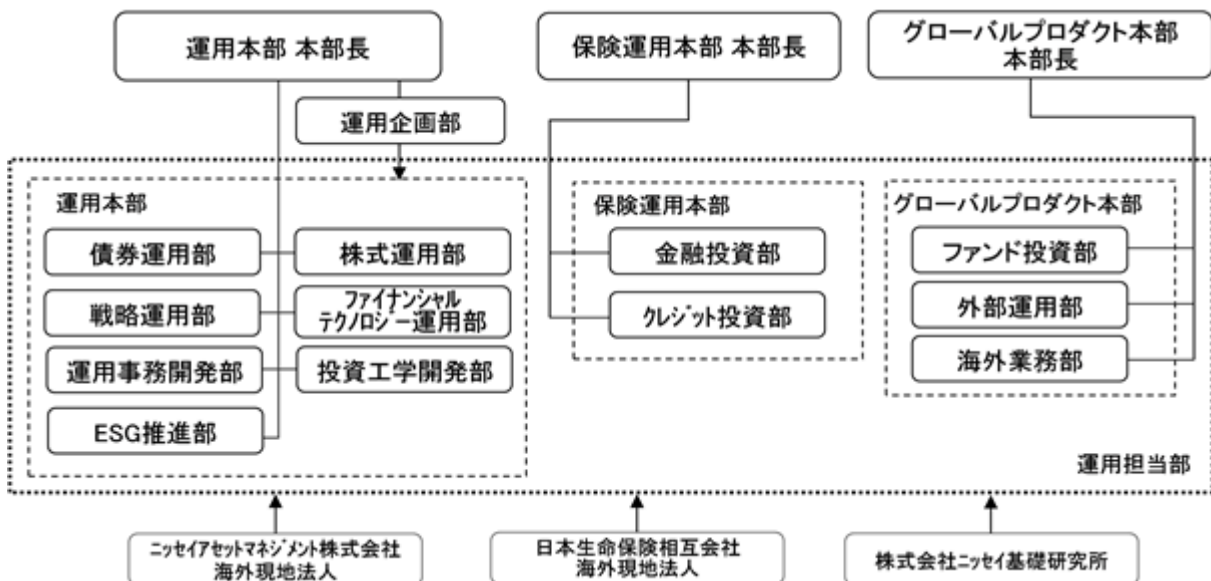 運用本部 本部長
保険運用本部 本部長
グローバルプロダクト本部
本部長
運用企画部
運用本部
債券運用部
株式運用部
戦略運用部
ファイナンシャル
テクノロジー運用部
運用事務開発部
投資工学開発部
ESG推進部
保険運用本部
金融投資部
クレジット投資部
グローバルプロダクト本部
ファンド投資部
外部運用部
海外業務部
運用担当部
ニッセイアセットマネジメント株式会社
海外現地法人
日本生命保険相互会社
海外現地法人
株式会社ニッセイ基礎研究所